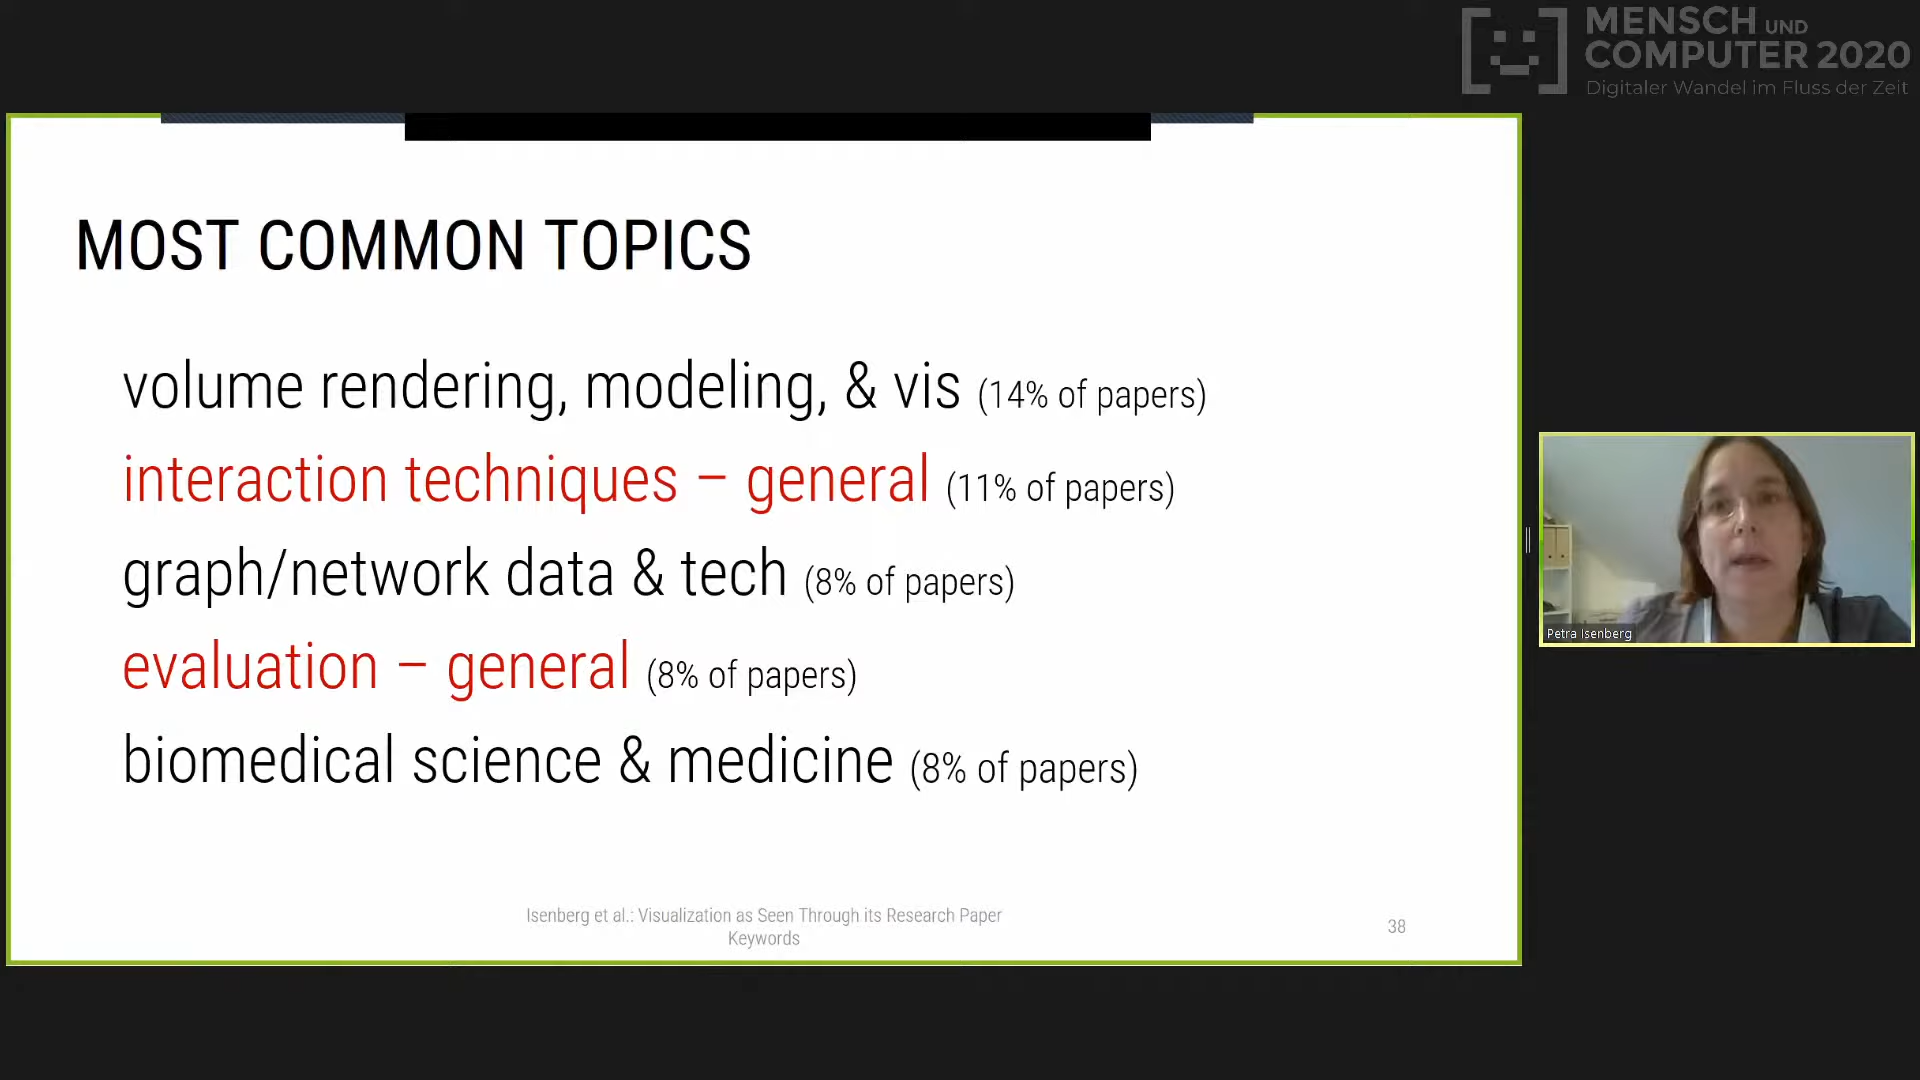 MENSCH UND
COMPUTER 2020
Digitaler Wandel im Fluss der Zeit
MOST COMMON TOPICS
volume rendering, modeling, & vis (14% of papers)
interaction techniques – general (11% of papers)
graph/network data & tech (8% of papers)
evaluation – general (8% of papers)
biomedical science & medicine (8% of papers)
Isenberg et al.: Visualization as Seen Through its Research Paper
Keywords
38
Petra Isenberg